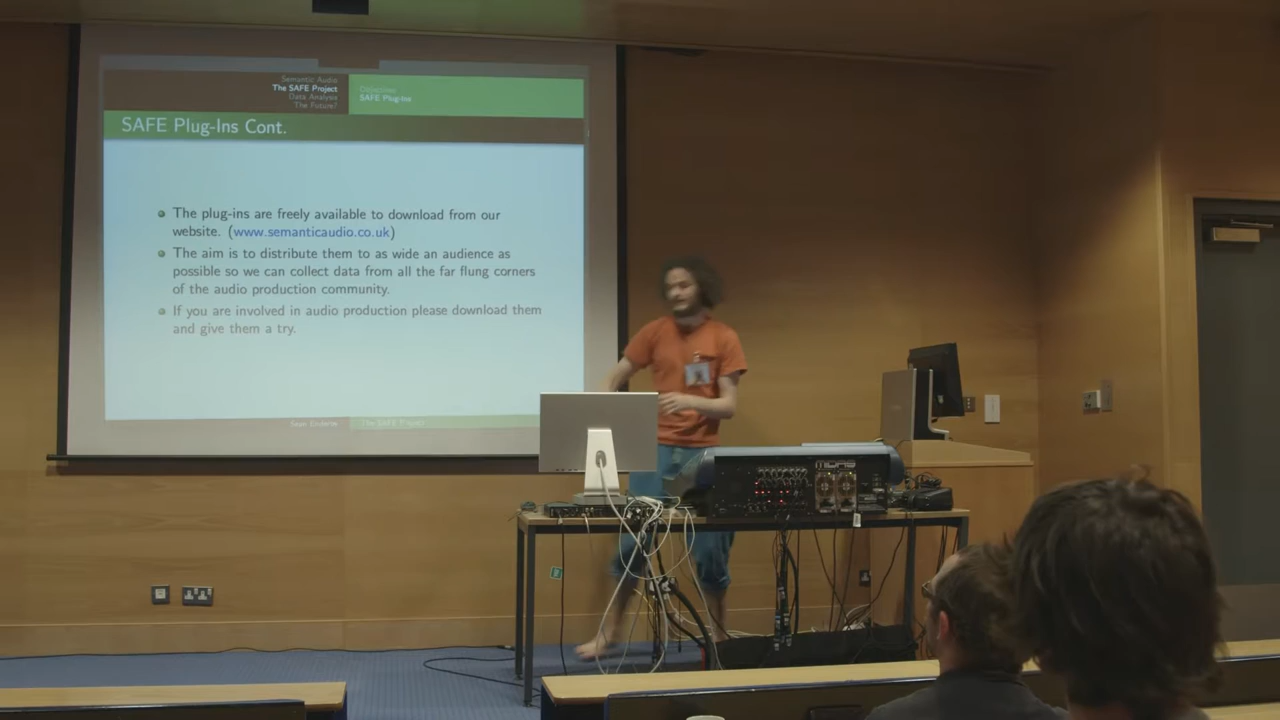 Semantic Audio
The SAFE Project
Data Analysis
The Future?
SAFE Plug-Ins
SAFE Plug-Ins Cont.
The plug-ins are freely available to download from our
website. (www.semanticaudio.co.uk)
The aim is to distribute them to as wide an audience as
possible so we can collect data from all the far flung corners
of the audio production community.
If you are involved in audio production please download them
and give them a try.
The SAFE Project